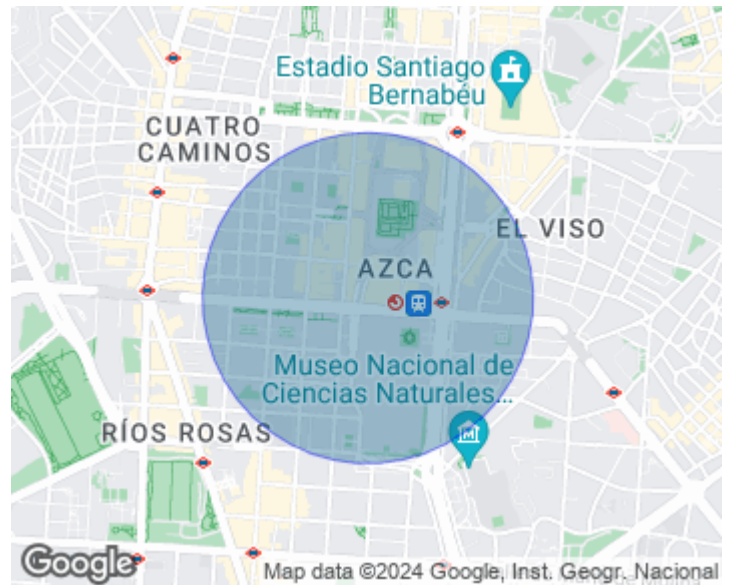 Estadio Santiago
Bernabéu
CUATRO
CAMINOS
EL VISO
AZCA
Museo Nacional de
Ciencias Naturales...
RÍOS ROSAS
Google
Map data ©2024 Google, Inst. Geogr. Nacional